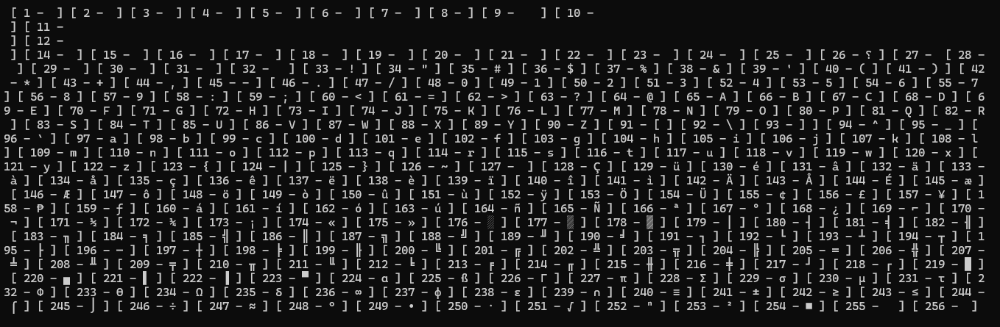 [ 1 -  ] [ 2 -  ] [ 3 -  ] [ 4 -  ] [ 5 -  ] [ 6 -  ] [ 7 -  ] [ 8 - ] [ 9 -    ] [ 10 -
 ] [ 11 -
 ] [ 12 -
 ] [ 14 -  ] [ 15 -  ] [ 16 -  ] [ 17 -  ] [ 18 -  ] [ 19 -  ] [ 20 -  ] [ 21 -  ] [ 22 -  ] [ 23 -  ] [ 24 -  ] [ 25 -  ] [ 26 - ␦ ] [ 27 -  [ 28 -
  ] [ 29 -  ] [ 30 -  ] [ 31 -  ] [ 32 -   ] [ 33 - ! ] [ 34 - " ] [ 35 - # ] [ 36 - $ ] [ 37 - % ] [ 38 - & ] [ 39 - ' ] [ 40 - ( ] [ 41 - ) ] [ 42
 - * ] [ 43 - + ] [ 44 - , ] [ 45 - - ] [ 46 - . ] [ 47 - / ] [ 48 - 0 ] [ 49 - 1 ] [ 50 - 2 ] [ 51 - 3 ] [ 52 - 4 ] [ 53 - 5 ] [ 54 - 6 ] [ 55 - 7
] [ 56 - 8 ] [ 57 - 9 ] [ 58 - : ] [ 59 - ; ] [ 60 - < ] [ 61 - = ] [ 62 - > ] [ 63 - ? ] [ 64 - @ ] [ 65 - A ] [ 66 - B ] [ 67 - C ] [ 68 - D ] [ 6
9 - E ] [ 70 - F ] [ 71 - G ] [ 72 - H ] [ 73 - I ] [ 74 - J ] [ 75 - K ] [ 76 - L ] [ 77 - M ] [ 78 - N ] [ 79 - O ] [ 80 - P ] [ 81 - Q ] [ 82 - R
 ] [ 83 - S ] [ 84 - T ] [ 85 - U ] [ 86 - V ] [ 87 - W ] [ 88 - X ] [ 89 - Y ] [ 90 - Z ] [ 91 - [ ] [ 92 - \ ] [ 93 - ] ] [ 94 - ^ ] [ 95 - _ ] [
96 - ` ] [ 97 - a ] [ 98 - b ] [ 99 - c ] [ 100 - d ] [ 101 - e ] [ 102 - f ] [ 103 - g ] [ 104 - h ] [ 105 - i ] [ 106 - j ] [ 107 - k ] [ 108 - l
] [ 109 - m ] [ 110 - n ] [ 111 - o ] [ 112 - p ] [ 113 - q ] [ 114 - r ] [ 115 - s ] [ 116 - t ] [ 117 - u ] [ 118 - v ] [ 119 - w ] [ 120 - x ] [
121 - y ] [ 122 - z ] [ 123 - { ] [ 124 - | ] [ 125 - } ] [ 126 - ~ ] [ 127 -  ] [ 128 - Ç ] [ 129 - ü ] [ 130 - é ] [ 131 - â ] [ 132 - ä ] [ 133 -
 à ] [ 134 - å ] [ 135 - ç ] [ 136 - ê ] [ 137 - ë ] [ 138 - è ] [ 139 - ï ] [ 140 - î ] [ 141 - ì ] [ 142 - Ä ] [ 143 - Å ] [ 144 - É ] [ 145 - æ ]
 [ 146 - Æ ] [ 147 - ô ] [ 148 - ö ] [ 149 - ò ] [ 150 - û ] [ 151 - ù ] [ 152 - ÿ ] [ 153 - Ö ] [ 154 - Ü ] [ 155 - ¢ ] [ 156 - £ ] [ 157 - ¥ ] [ 1
58 - ₧ ] [ 159 - ƒ ] [ 160 - á ] [ 161 - í ] [ 162 - ó ] [ 163 - ú ] [ 164 - ñ ] [ 165 - Ñ ] [ 166 - ª ] [ 167 - º ] [ 168 - ¿ ] [ 169 - ⌐ ] [ 170 -
 ¬ ] [ 171 - ½ ] [ 172 - ¼ ] [ 173 - ¡ ] [ 174 - « ] [ 175 - » ] [ 176 - ░ ] [ 177 - ▒ ] [ 178 - ▓ ] [ 179 - │ ] [ 180 - ┤ ] [ 181 - ╡ ] [ 182 - ╢ ]
 [ 183 - ╖ ] [ 184 - ╕ ] [ 185 - ╣ ] [ 186 - ║ ] [ 187 - ╗ ] [ 188 - ╝ ] [ 189 - ╜ ] [ 190 - ╛ ] [ 191 - ┐ ] [ 192 - └ ] [ 193 - ┴ ] [ 194 - ┬ ] [ 1
95 - ├ ] [ 196 - ─ ] [ 197 - ┼ ] [ 198 - ╞ ] [ 199 - ╟ ] [ 200 - ╚ ] [ 201 - ╔ ] [ 202 - ╩ ] [ 203 - ╦ ] [ 204 - ╠ ] [ 205 - ═ ] [ 206 - ╬ ] [ 207 -
 ╧ ] [ 208 - ╨ ] [ 209 - ╤ ] [ 210 - ╥ ] [ 211 - ╙ ] [ 212 - ╘ ] [ 213 - ╒ ] [ 214 - ╓ ] [ 215 - ╫ ] [ 216 - ╪ ] [ 217 - ┘ ] [ 218 - ┌ ] [ 219 - █ ]
 [ 220 - ▄ ] [ 221 - ▌ ] [ 222 - ▐ ] [ 223 - ▀ ] [ 224 - α ] [ 225 - ß ] [ 226 - Γ ] [ 227 - π ] [ 228 - Σ ] [ 229 - σ ] [ 230 - µ ] [ 231 - τ ] [ 2
32 - Φ ] [ 233 - Θ ] [ 234 - Ω ] [ 235 - δ ] [ 236 - ∞ ] [ 237 - φ ] [ 238 - ε ] [ 239 - ∩ ] [ 240 - ≡ ] [ 241 - ± ] [ 242 - ≥ ] [ 243 - ≤ ] [ 244 -
 ⌠ ] [ 245 - ⌡ ] [ 246 - ÷ ] [ 247 - ≈ ] [ 248 - ° ] [ 249 - ∙ ] [ 250 - · ] [ 251 - √ ] [ 252 - ⁿ ] [ 253 - ² ] [ 254 - ■ ] [ 255 -   ] [ 256 -  ]